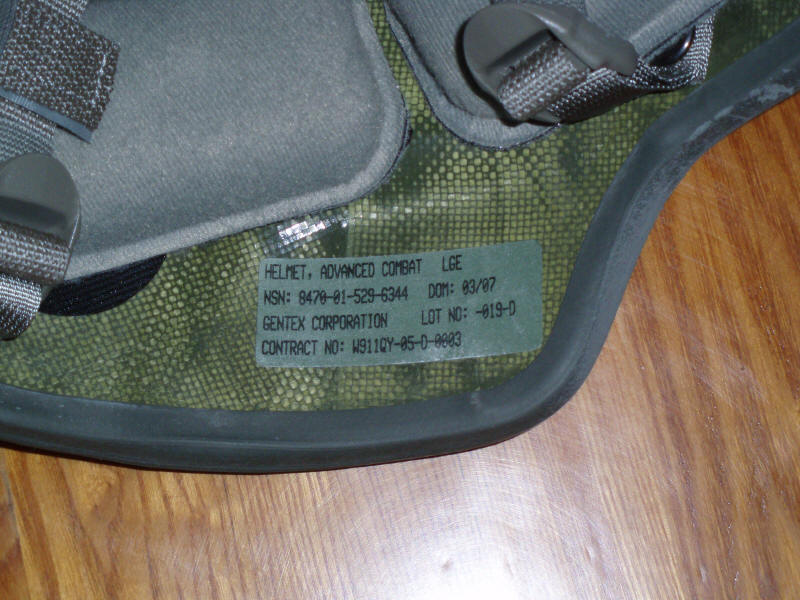 HELMET, ADVANCED COMBAT LGE
NSN: 8470-01-529-6344 DOM: 03/07
GENTEX CORPORATION LOT NO: -019-D
CONTRACT NO: W911QY-05-D-0003